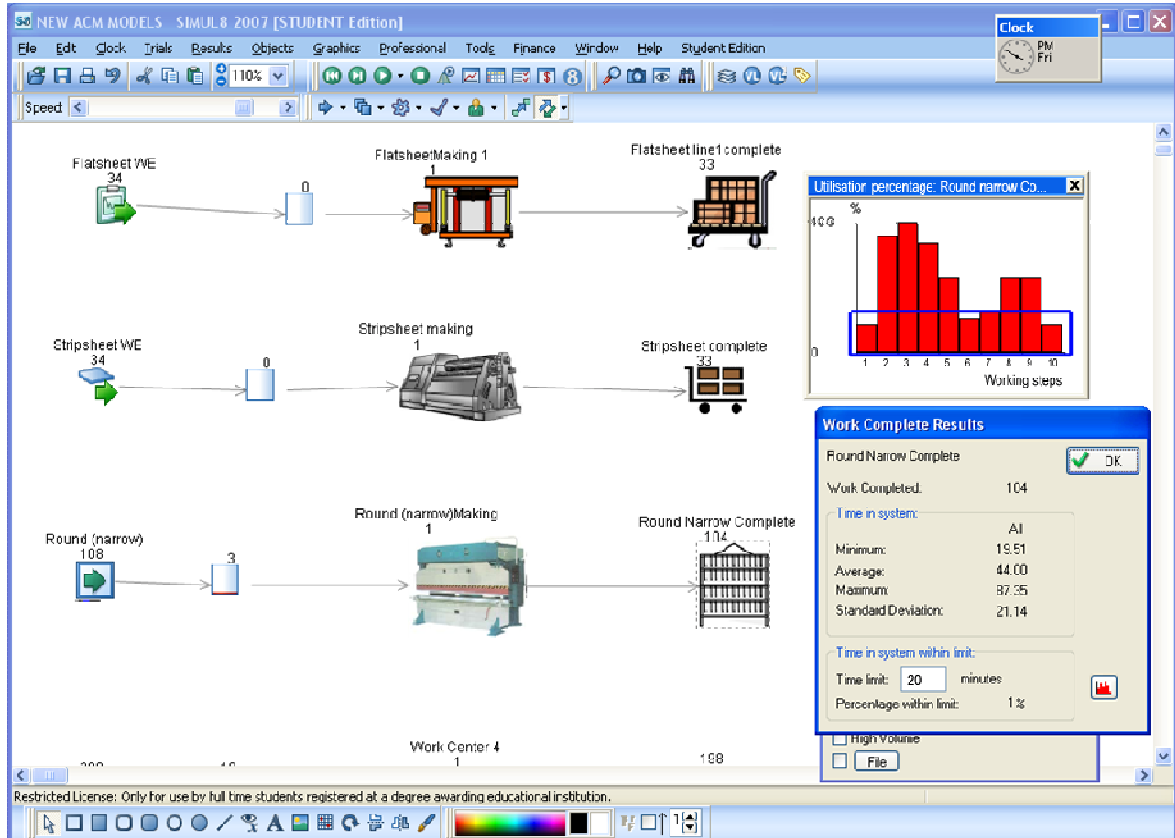 NEW ACM MODELS SIMUL8 2007 [STUDENT Edition]
Clock
PM
Fri
File Edt Clock Trials Results Objects Graphics Professional Tools Finance Window Help Student Edition
110%
Speed
Flatsheet WE
34
0
FlatsheetMaking 1
1
Flatsheet line1 complete
33
Utilisation percentage: Round narrow Co...
%
0
1 2 3 4 5 6 7 8 9 10
Working steps
Stripsheet WE
34
0
Stripsheet making
1
Stripsheet complete
33
Work Complete Results
Round Narrow Complete
OK
Work Completed: 104
Time in system:
All
Minimum: 19.51
Average: 44.00
Maximum: 87.35
Standard Deviation: 21.14
Time in system within limit:
Time limit: 20 minutes
Percentage within limit: 1%
Round (narrow)
108
3
Round (narrow)Making
1
Round Narrow Complete
104
Work Center 4
1
198
High Volume
File
Restricted License: Only for use by full time students registered at a degree awarding educational institution.
1